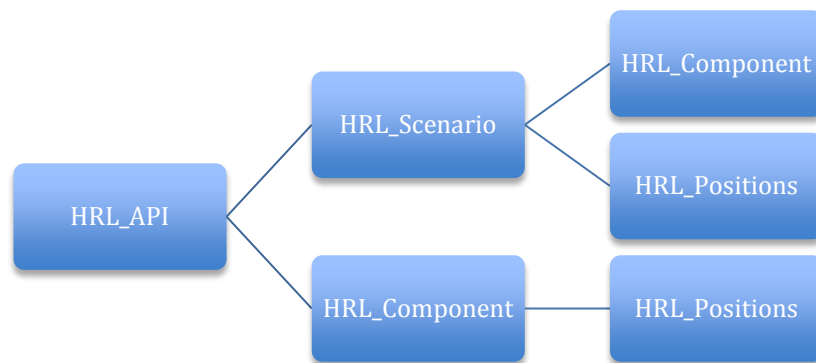 HRL_Component
HRL_Scenario
HRL_Positions
HRL_API
HRL_Component
HRL_Positions